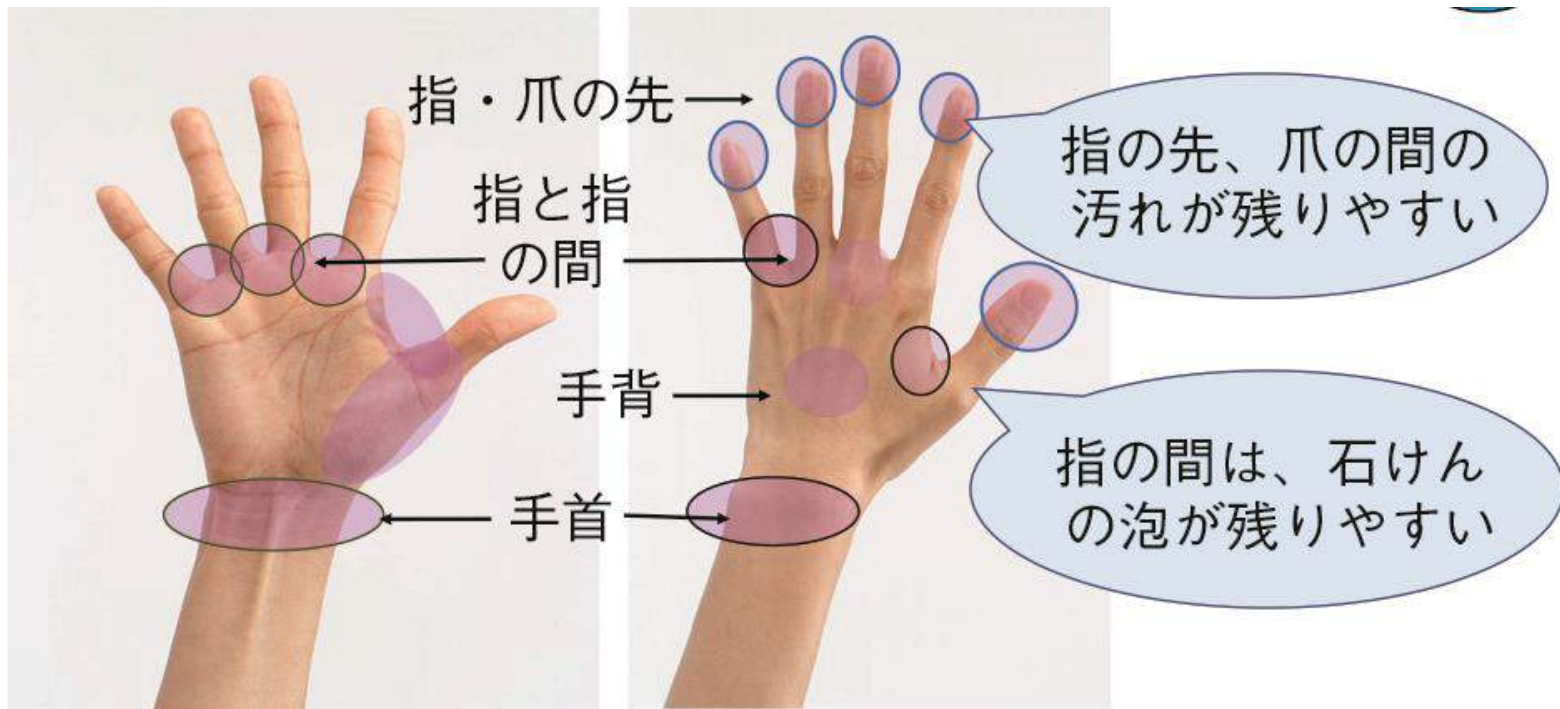 指・爪の先
指と指
の間
手背
手首
指の先、爪の間の
汚れが残りやすい
指の間は、石けん
の泡が残りやすい